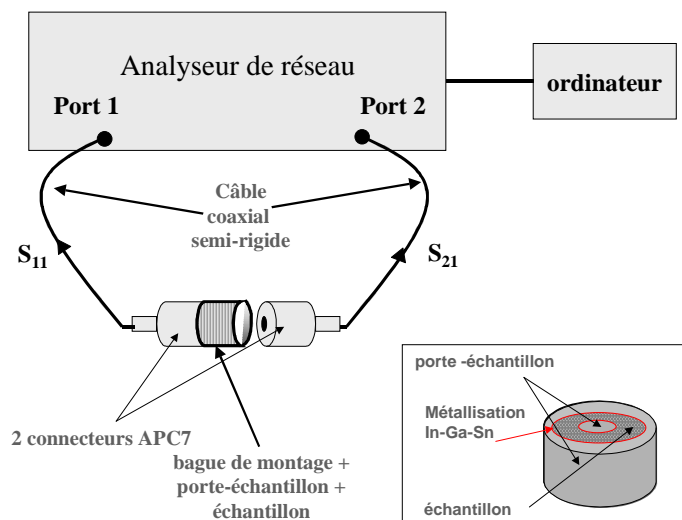 Analyseur de réseau
Port 1
Port 2
ordinateur
Câble
coaxial
semi-rigide
S11
S21
2 connecteurs APC7
bague de montage +
porte-échantillon +
échantillon
porte -échantillon
Métallisation
In-Ga-Sn
échantillon